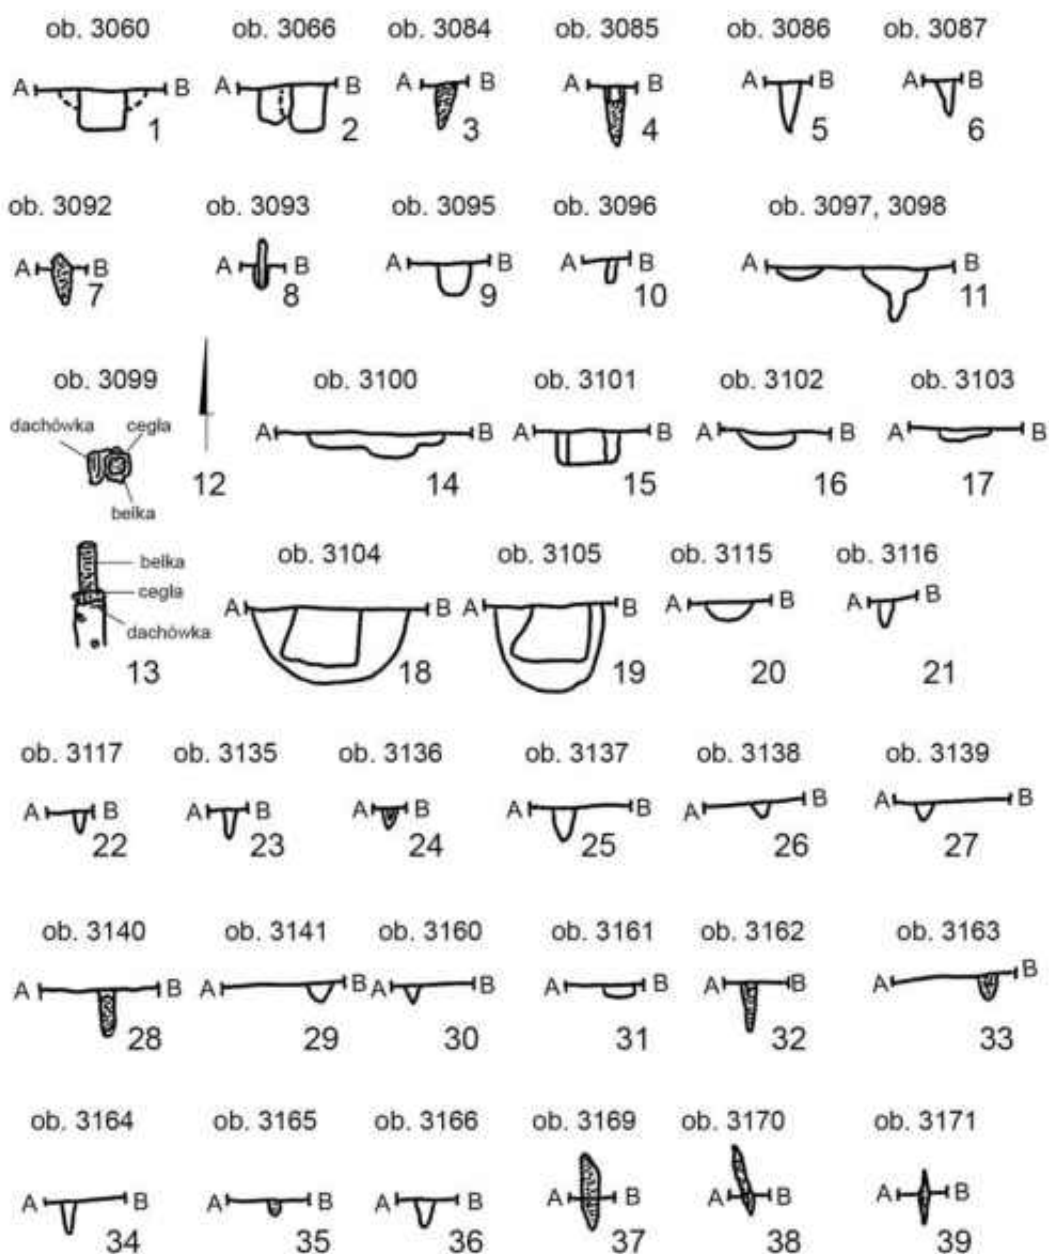 ob. 3060 ob. 3066 ob. 3084 ob. 3085 ob. 3086 ob. 3087
A B A B A B A B A B A B
1 2 3 4 5 6
ob. 3092 ob. 3093 ob. 3095 ob. 3096 ob. 3097, 3098
A B A B A B A B A B
7 8 9 10 11
ob. 3099 ob. 3100 ob. 3101 ob. 3102 ob. 3103
dachówka cegła
A B A B A B A B
belka
12 14 15 16 17
ob. 3104 ob. 3105 ob. 3115 ob. 3116
belka
cegła
dachówka
A B A B A B A B
13 18 19 20 21
ob. 3117 ob. 3135 ob. 3136 ob. 3137 ob. 3138 ob. 3139
A B A B A B A B A B A B
22 23 24 25 26 27
ob. 3140 ob. 3141 ob. 3160 ob. 3161 ob. 3162 ob. 3163
A B A B A B A B A B A B
28 29 30 31 32 33
ob. 3164 ob. 3165 ob. 3166 ob. 3169 ob. 3170 ob. 3171
A B A B A B A B A B A B
34 35 36 37 38 39